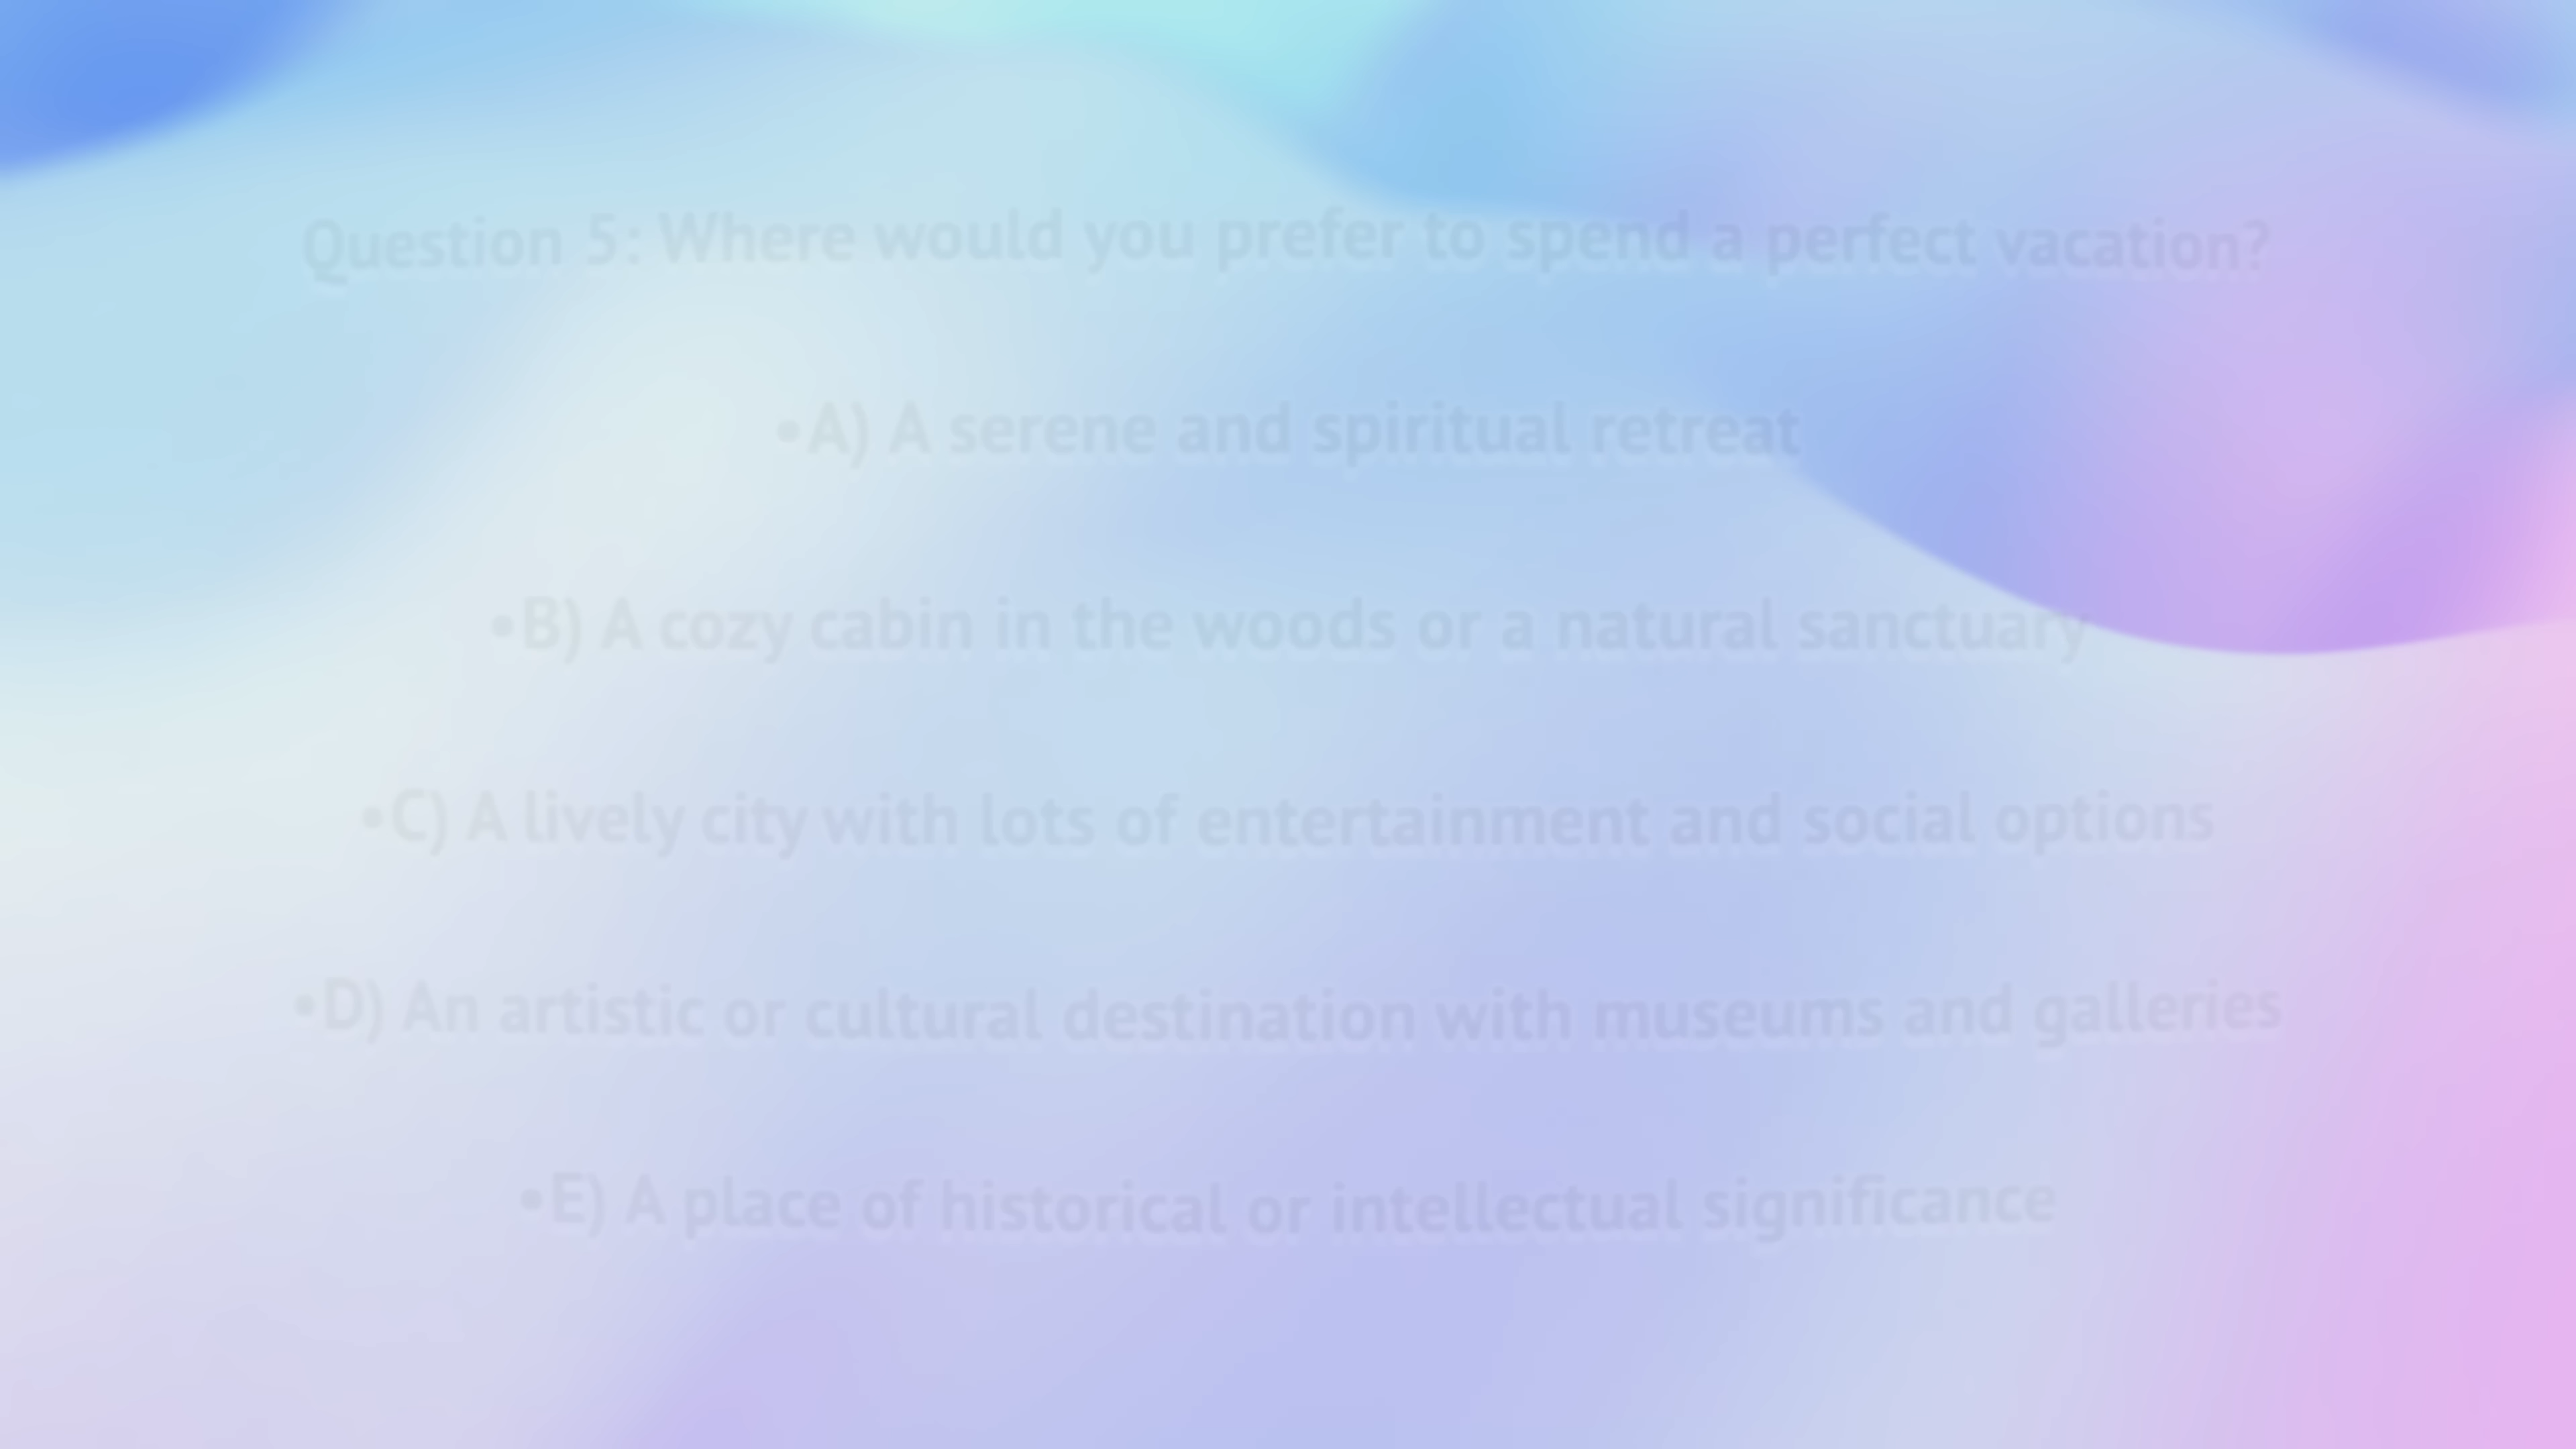 Question 5: Where would you prefer to spend a perfect vacation?
•A) A serene and spiritual retreat
•B) A cozy cabin in the woods or a natural sanctuary
•C) A lively city with lots of entertainment and social options
•D) An artistic or cultural destination with museums and galleries
•E) A place of historical or intellectual significance